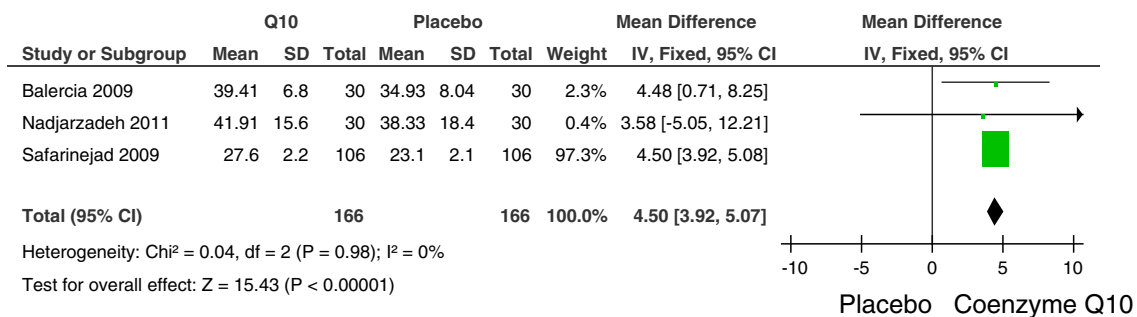 Q10 Placebo Mean Difference Mean Difference
Study or Subgroup Mean SD Total Mean SD Total Weight IV, Fixed, 95% CI IV, Fixed, 95% CI
Balercia 2009 39.41 6.8 30 34.93 8.04 30 2.3% 4.48 [0.71, 8.25]
Nadjarzadeh 2011 41.91 15.6 30 38.33 18.4 30 0.4% 3.58 [-5.05, 12.21]
Safarinejad 2009 27.6 2.2 106 23.1 2.1 106 97.3% 4.50 [3.92, 5.08]
Total (95% CI) 166 166 100.0% 4.50 [3.92, 5.07]
Heterogeneity: Chi² = 0.04, df = 2 (P = 0.98); I² = 0%
Test for overall effect: Z = 15.43 (P < 0.00001)
-10 -5 0 5 10
Placebo Coenzyme Q10